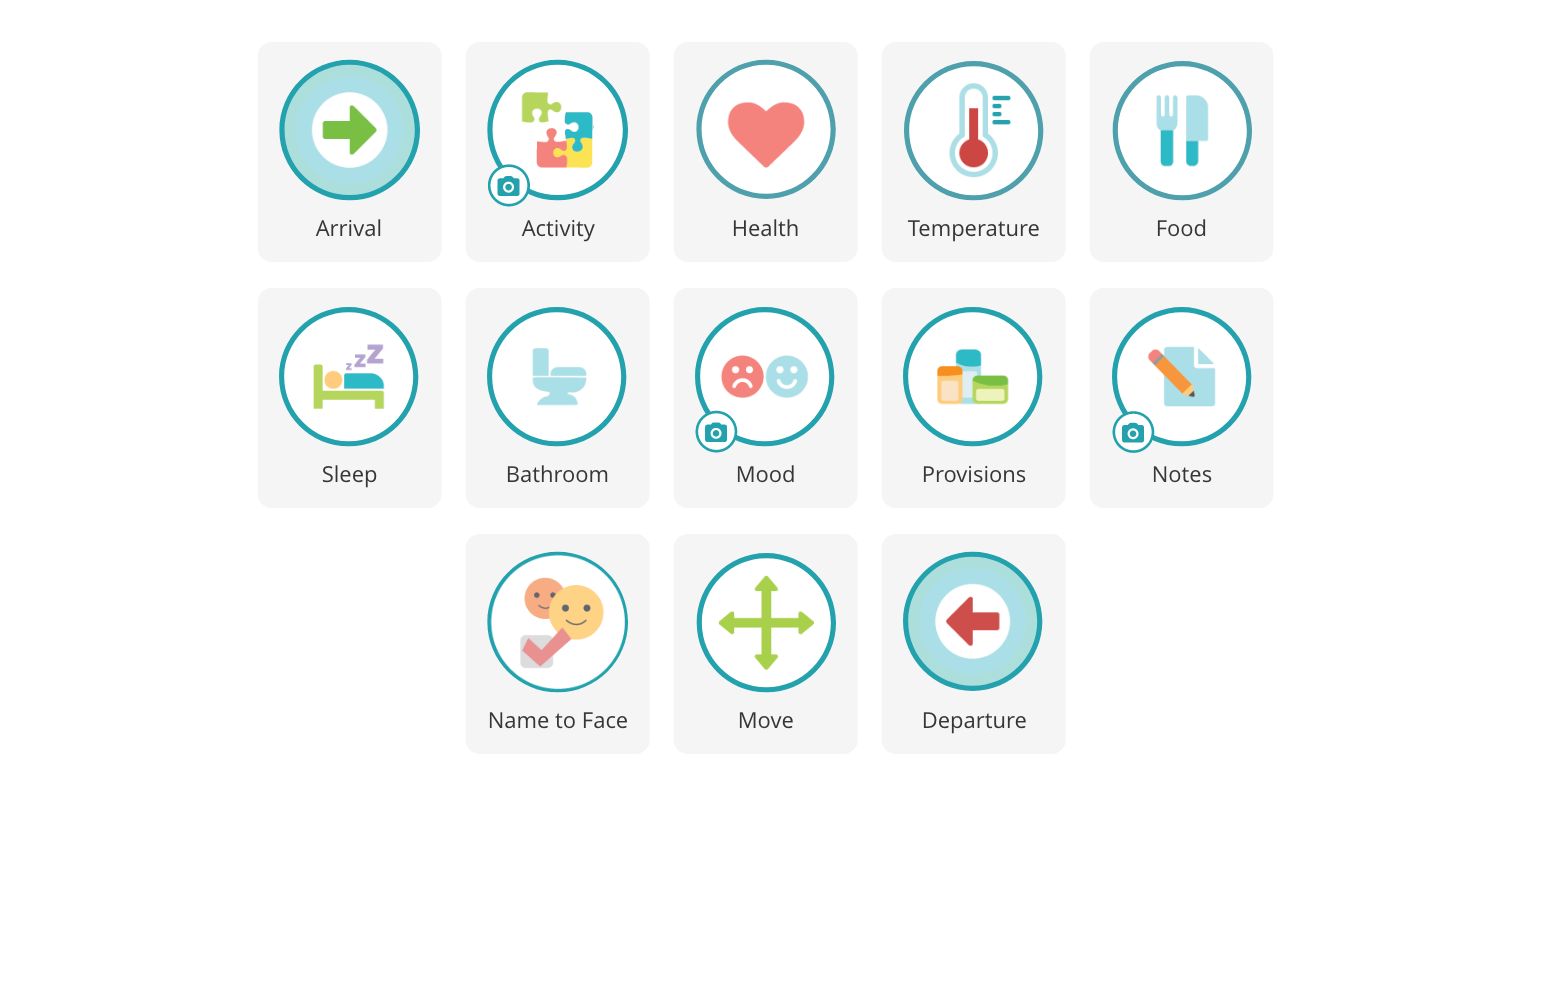 Arrival
Activity
Health
Temperature
Food
Sleep
Bathroom
Mood
Provisions
Notes
Name to Face
Move
Departure